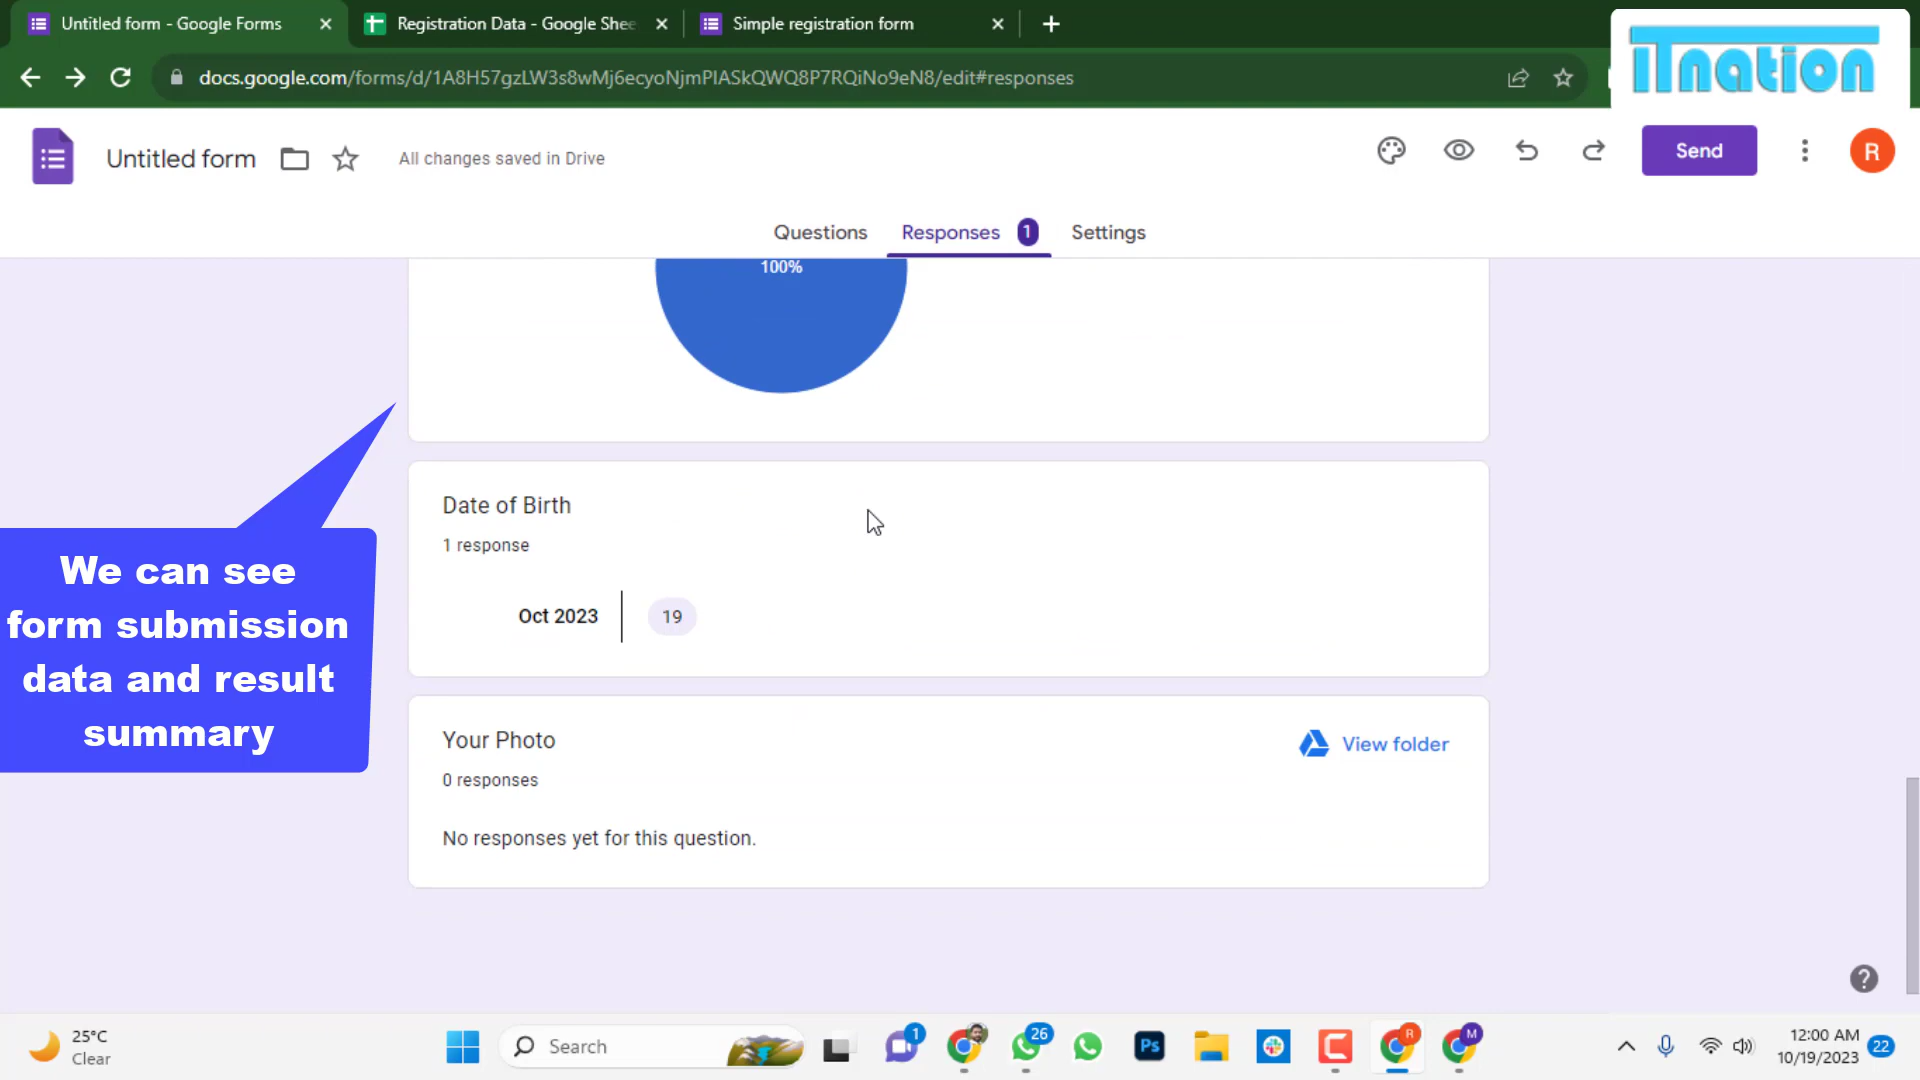 Untitled form - Google Forms
Registration Data - Google Shee
Simple registration form
docs.google.com/forms/d/1A8H57gzLW3s8wMj6ecyoNjmPIASkQWQ8P7RQiNo9eN8/edit#responses
ITnation
Untitled form
All changes saved in Drive
Send
R
Questions
Responses 1
Settings
100%
Date of Birth
1 response
Oct 2023
19
We can see
form submission
data and result
summary
Your Photo
View folder
0 responses
No responses yet for this question.
25°C
Clear
Search
1
26
Ps
R
M
12:00 AM
10/19/2023
22